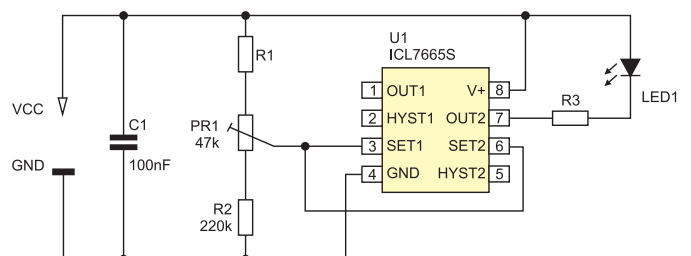 U1
ICL7665S
R1
1 OUT1 V+ 8
VCC
C1
100nF
PR1
47k
2 HYST1 OUT2 7
R3
LED1
3 SET1 SET2 6
GND
4 GND HYST2 5
R2
220k